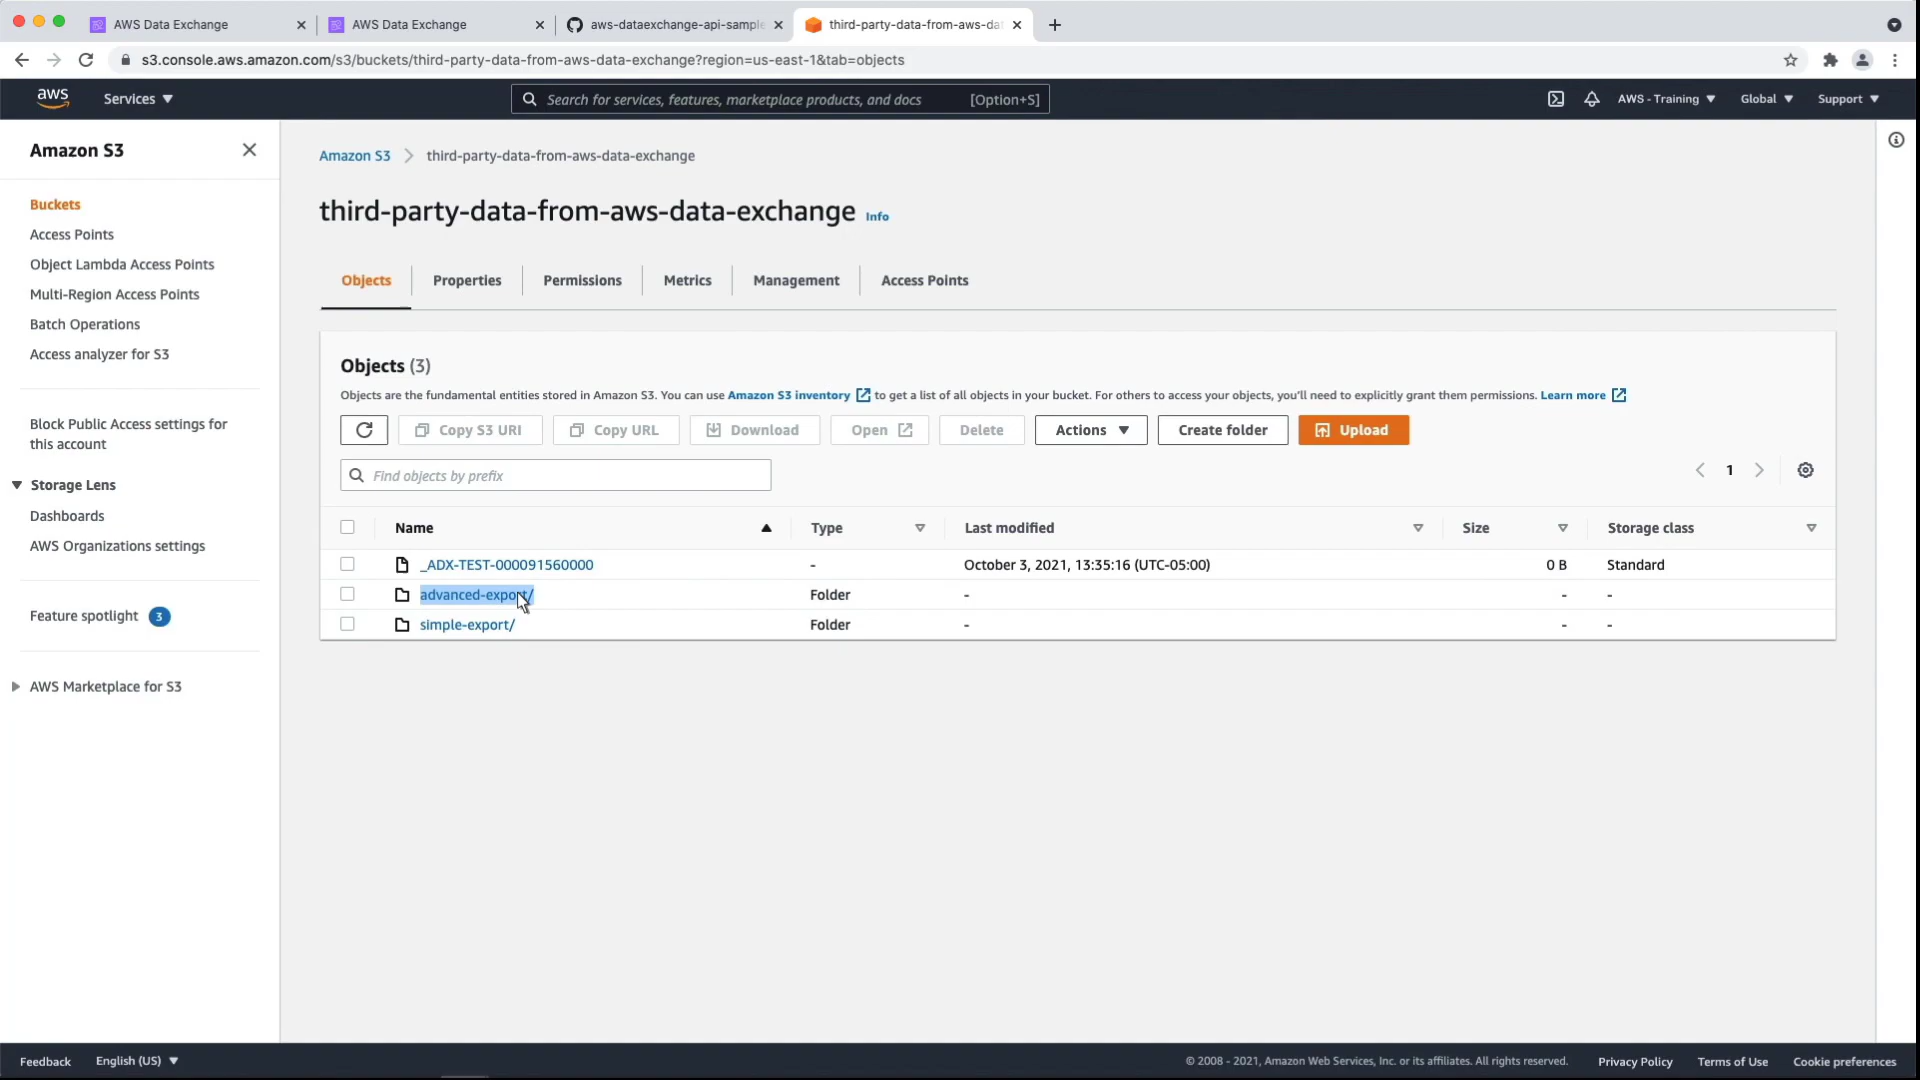 AWS Data Exchange
AWS Data Exchange
aws-dataexchange-api-sample
third-party-data-from-aws-dat
s3.console.aws.amazon.com/s3/buckets/third-party-data-from-aws-data-exchange?region=us-east-1&tab=objects
aws
Services
Search for services, features, marketplace products, and docs
[Option+S]
AWS - Training
Global
Support
Amazon S3
Buckets
Access Points
Object Lambda Access Points
Multi-Region Access Points
Batch Operations
Access analyzer for S3
Block Public Access settings for
this account
Storage Lens
Dashboards
AWS Organizations settings
Feature spotlight 3
AWS Marketplace for S3
Amazon S3 > third-party-data-from-aws-data-exchange
third-party-data-from-aws-data-exchange Info
Objects
Properties
Permissions
Metrics
Management
Access Points
Objects (3)
Objects are the fundamental entities stored in Amazon S3. You can use Amazon S3 inventory to get a list of all objects in your bucket. For others to access your objects, you'll need to explicitly grant them permissions. Learn more
Copy S3 URI
Copy URL
Download
Open
Delete
Actions
Create folder
Upload
Find objects by prefix
1
Name Type Last modified Size Storage class
_ADX-TEST-000091560000 - October 3, 2021, 13:35:16 (UTC-05:00) 0 B Standard
advanced-export/ Folder - - -
simple-export/ Folder - - -
Feedback
English (US)
© 2008 - 2021, Amazon Web Services, Inc. or its affiliates. All rights reserved.
Privacy Policy
Terms of Use
Cookie preferences